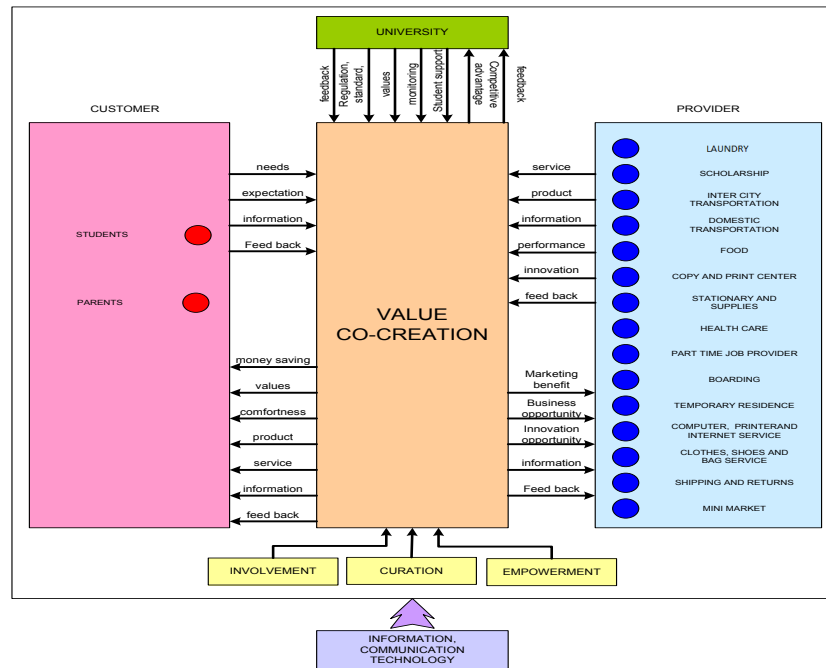 UNIVERSITY
feedback
Regulation,
standard,
values
monitoring
Student support
Competitive
advantage
feedback
CUSTOMER
PROVIDER
STUDENTS
PARENTS
needs
expectation
information
Feed back
money saving
values
comfortness
product
service
information
feed back
VALUE
CO-CREATION
service
product
information
performance
innovation
feed back
Marketing
benefit
Business
opportunity
Innovation
opportunity
information
Feed back
LAUNDRY
SCHOLARSHIP
INTER CITY
TRANSPORTATION
DOMESTIC
TRANSPORTATION
FOOD
COPY AND PRINT CENTER
STATIONARY AND
SUPPLIES
HEALTH CARE
PART TIME JOB PROVIDER
BOARDING
TEMPORARY RESIDENCE
COMPUTER, PRINTERAND
INTERNET SERVICE
CLOTHES, SHOES AND
BAG SERVICE
SHIPPING AND RETURNS
MINI MARKET
INVOLVEMENT
CURATION
EMPOWERMENT
INFORMATION,
COMMUNICATION
TECHNOLOGY